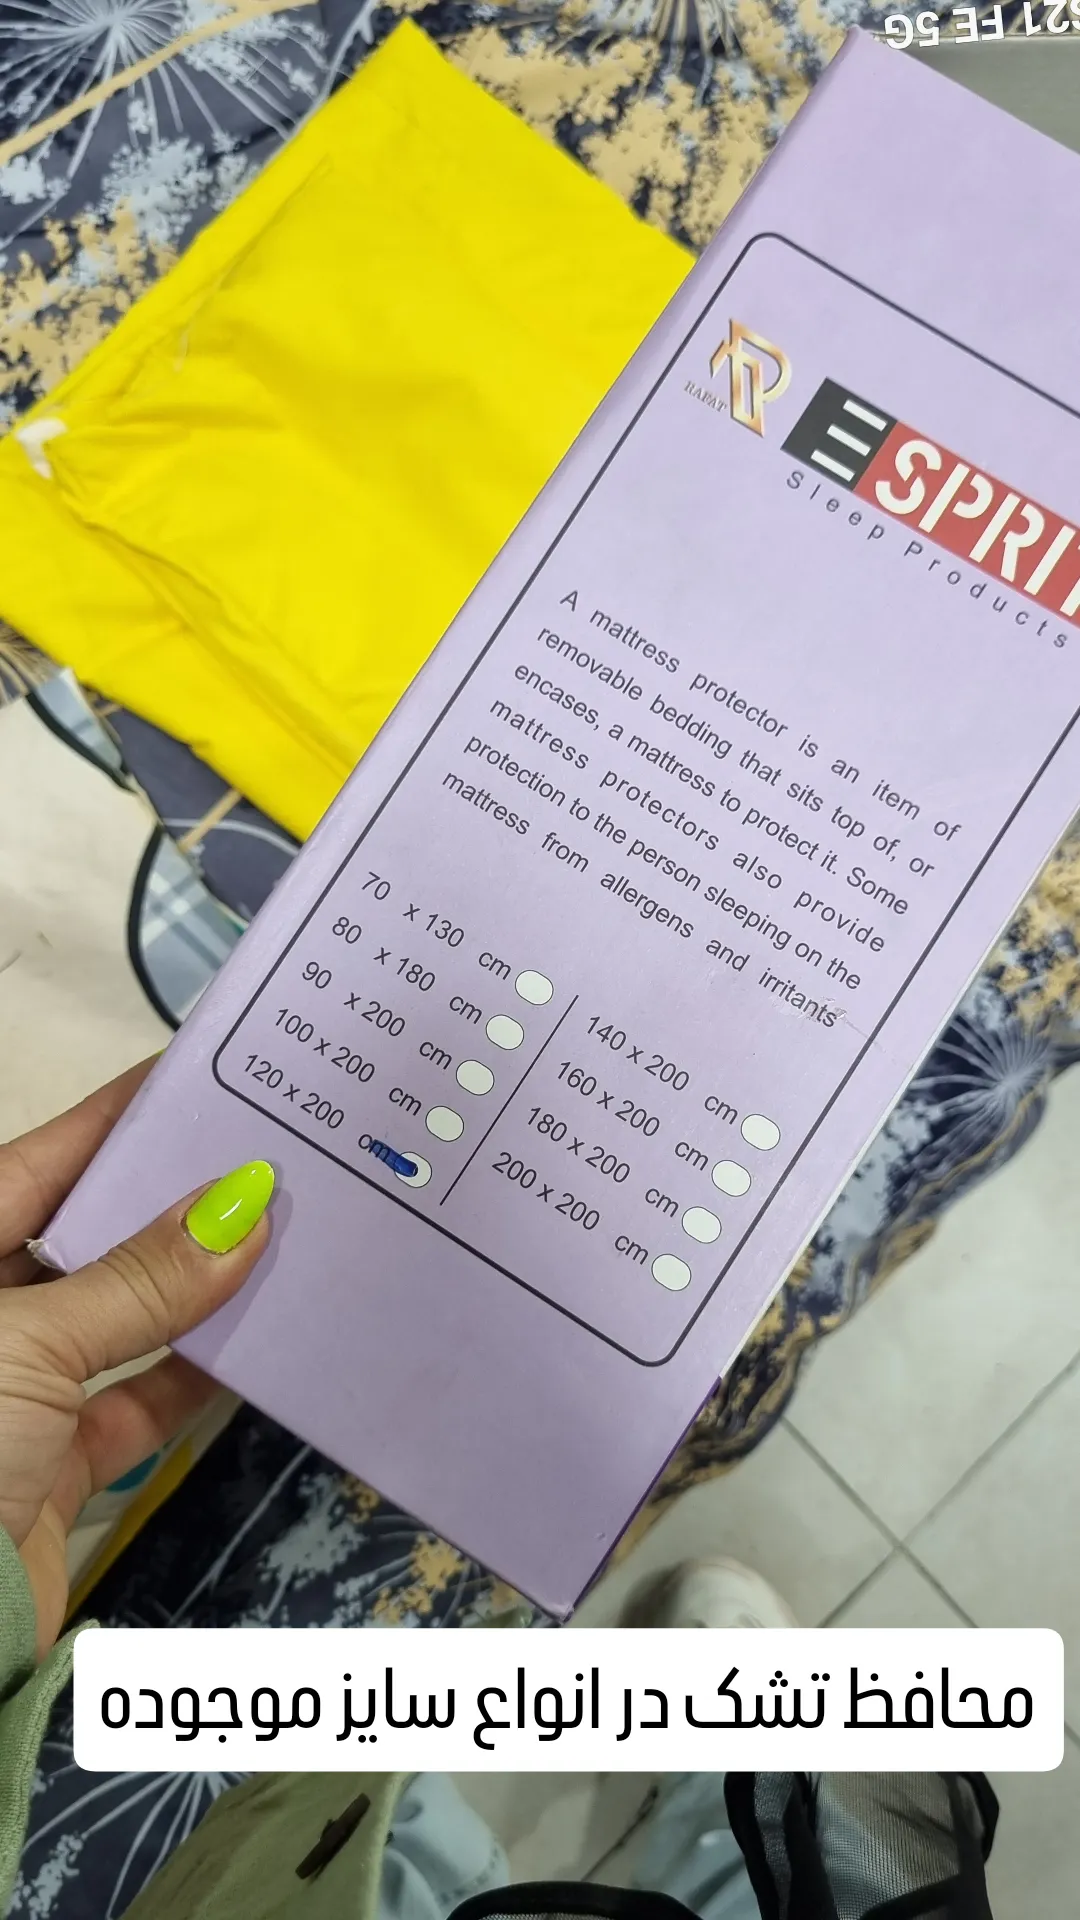 S21 FE 5G
RAFAT
ESPRIT
Sleep Products
A mattress protector is an item of
removable bedding that sits top of, or
encases, a mattress to protect it. Some
mattress protectors also provide
protection to the person sleeping on the
mattress from allergens and irritants
70 x 130 cm
80 x 180 cm
90 x 200 cm
100 x 200 cm
120 x 200 cm
140 x 200 cm
160 x 200 cm
180 x 200 cm
200 x 200 cm
محافظ تشک در انواع سایز موجوده